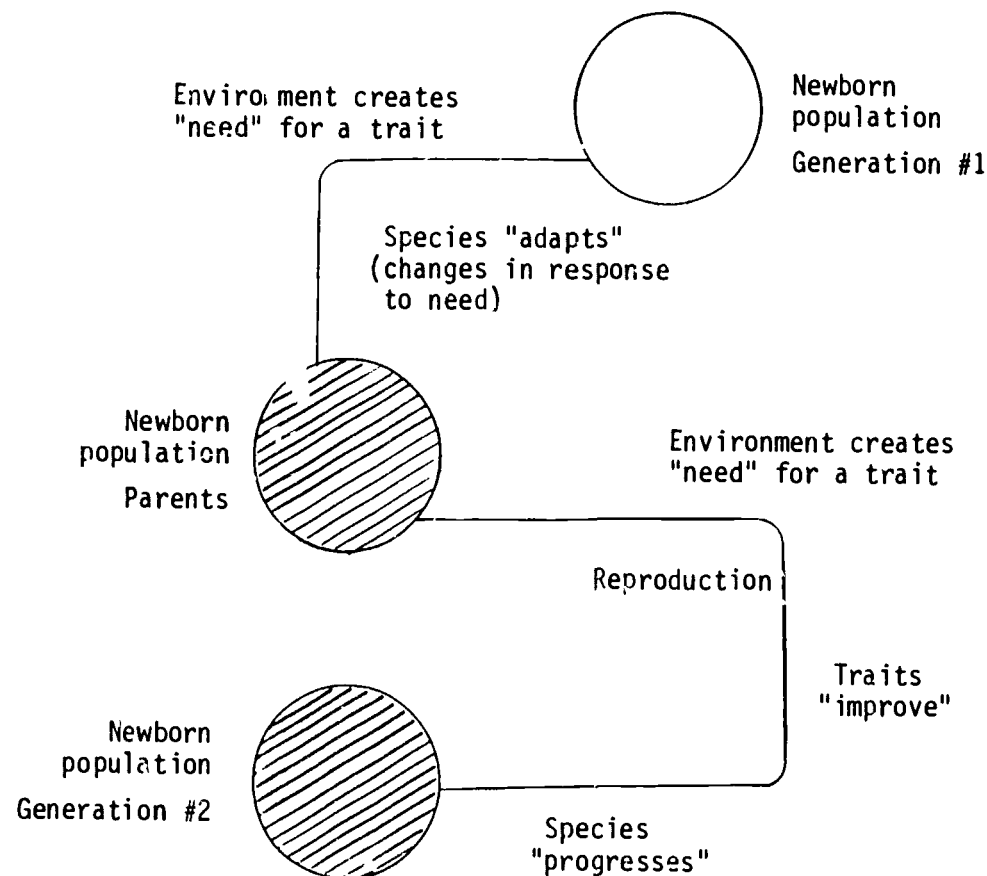 Environment creates
"need" for a trait
Newborn
population
Generation #1
Species "adapts"
(changes in response
to need)
Newborn
population
Parents
Environment creates
"need" for a trait
Reproduction
Traits
"improve"
Newborn
population
Generation #2
Species
"progresses"